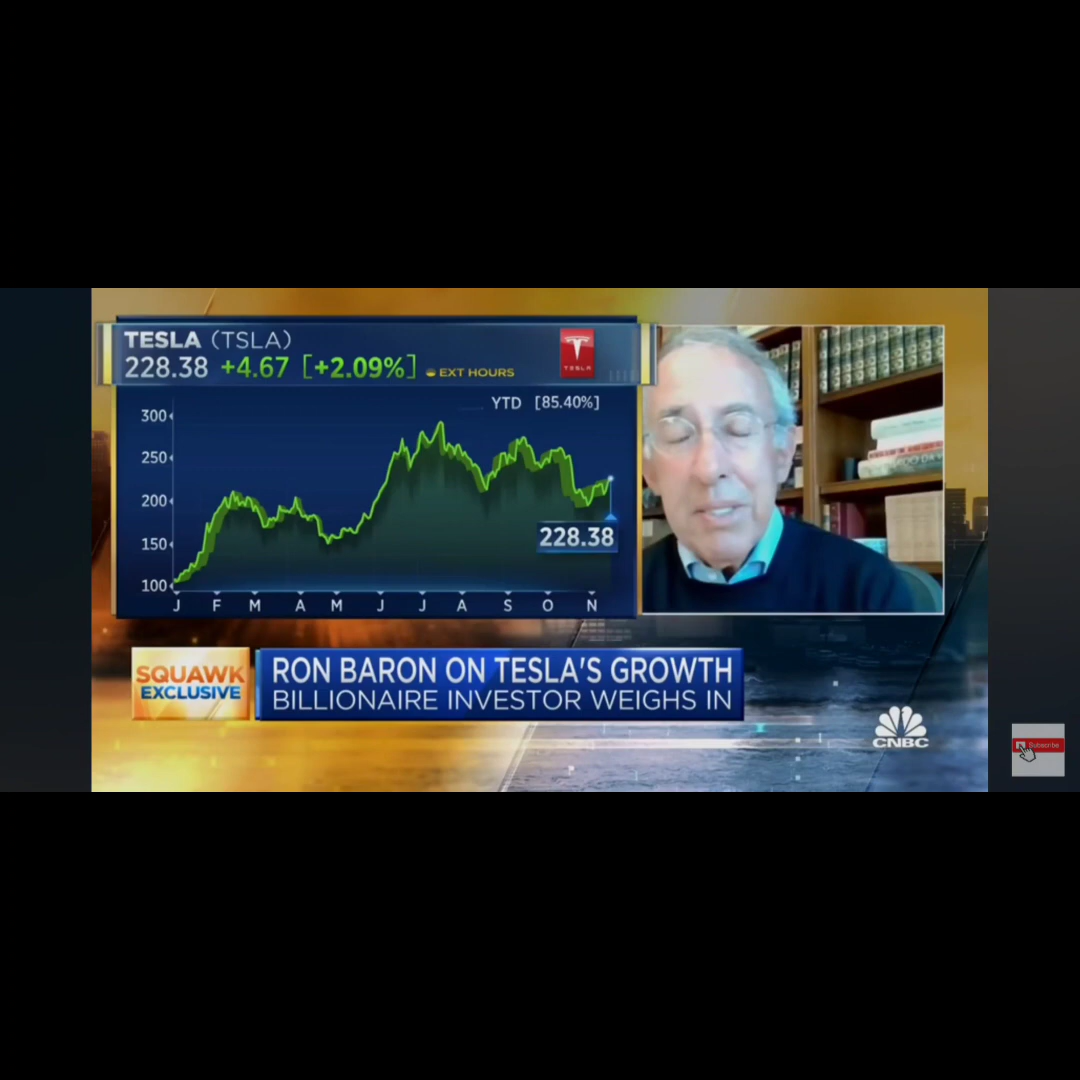 TESLA (TSLA)
228.38 +4.67 [+2.09%] EXT HOURS
TESLA
YTD [85.40%]
300
250
200
150
100
228.38
J F M A M J J A S O N
SQUAWK
EXCLUSIVE
RON BARON ON TESLA'S GROWTH
BILLIONAIRE INVESTOR WEIGHS IN
CNBC
Subscribe